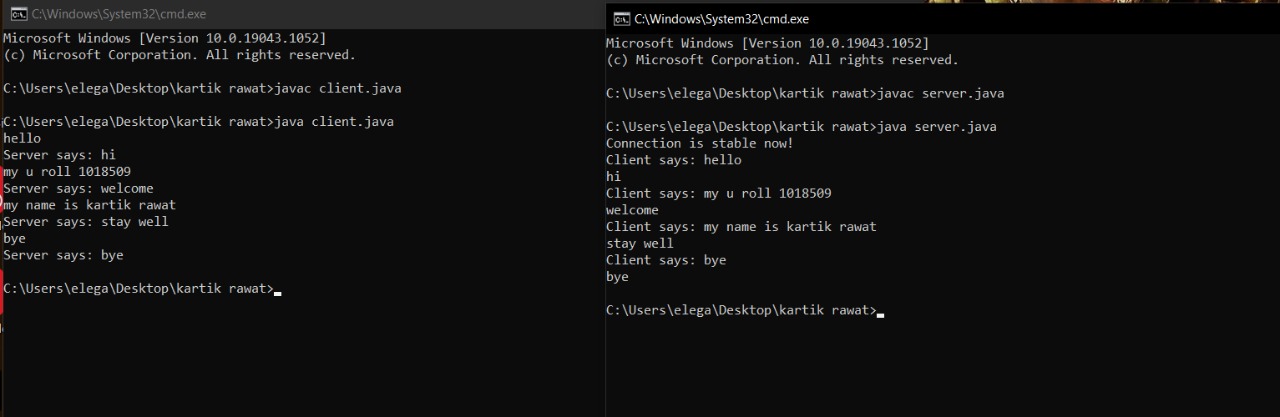 C:\Windows\System32\cmd.exe
Microsoft Windows [Version 10.0.19043.1052]
(c) Microsoft Corporation. All rights reserved.
C:\Users\elega\Desktop\kartik rawat>javac client.java
C:\Users\elega\Desktop\kartik rawat>java client.java
hello
Server says: hi
my u roll 1018509
Server says: welcome
my name is kartik rawat
Server says: stay well
bye
Server says: bye
C:\Users\elega\Desktop\kartik rawat>
C:\Windows\System32\cmd.exe
Microsoft Windows [Version 10.0.19043.1052]
(c) Microsoft Corporation. All rights reserved.
C:\Users\elega\Desktop\kartik rawat>javac server.java
C:\Users\elega\Desktop\kartik rawat>java server.java
Connection is stable now!
Client says: hello
hi
Client says: my u roll 1018509
welcome
Client says: my name is kartik rawat
stay well
Client says: bye
bye
C:\Users\elega\Desktop\kartik rawat>